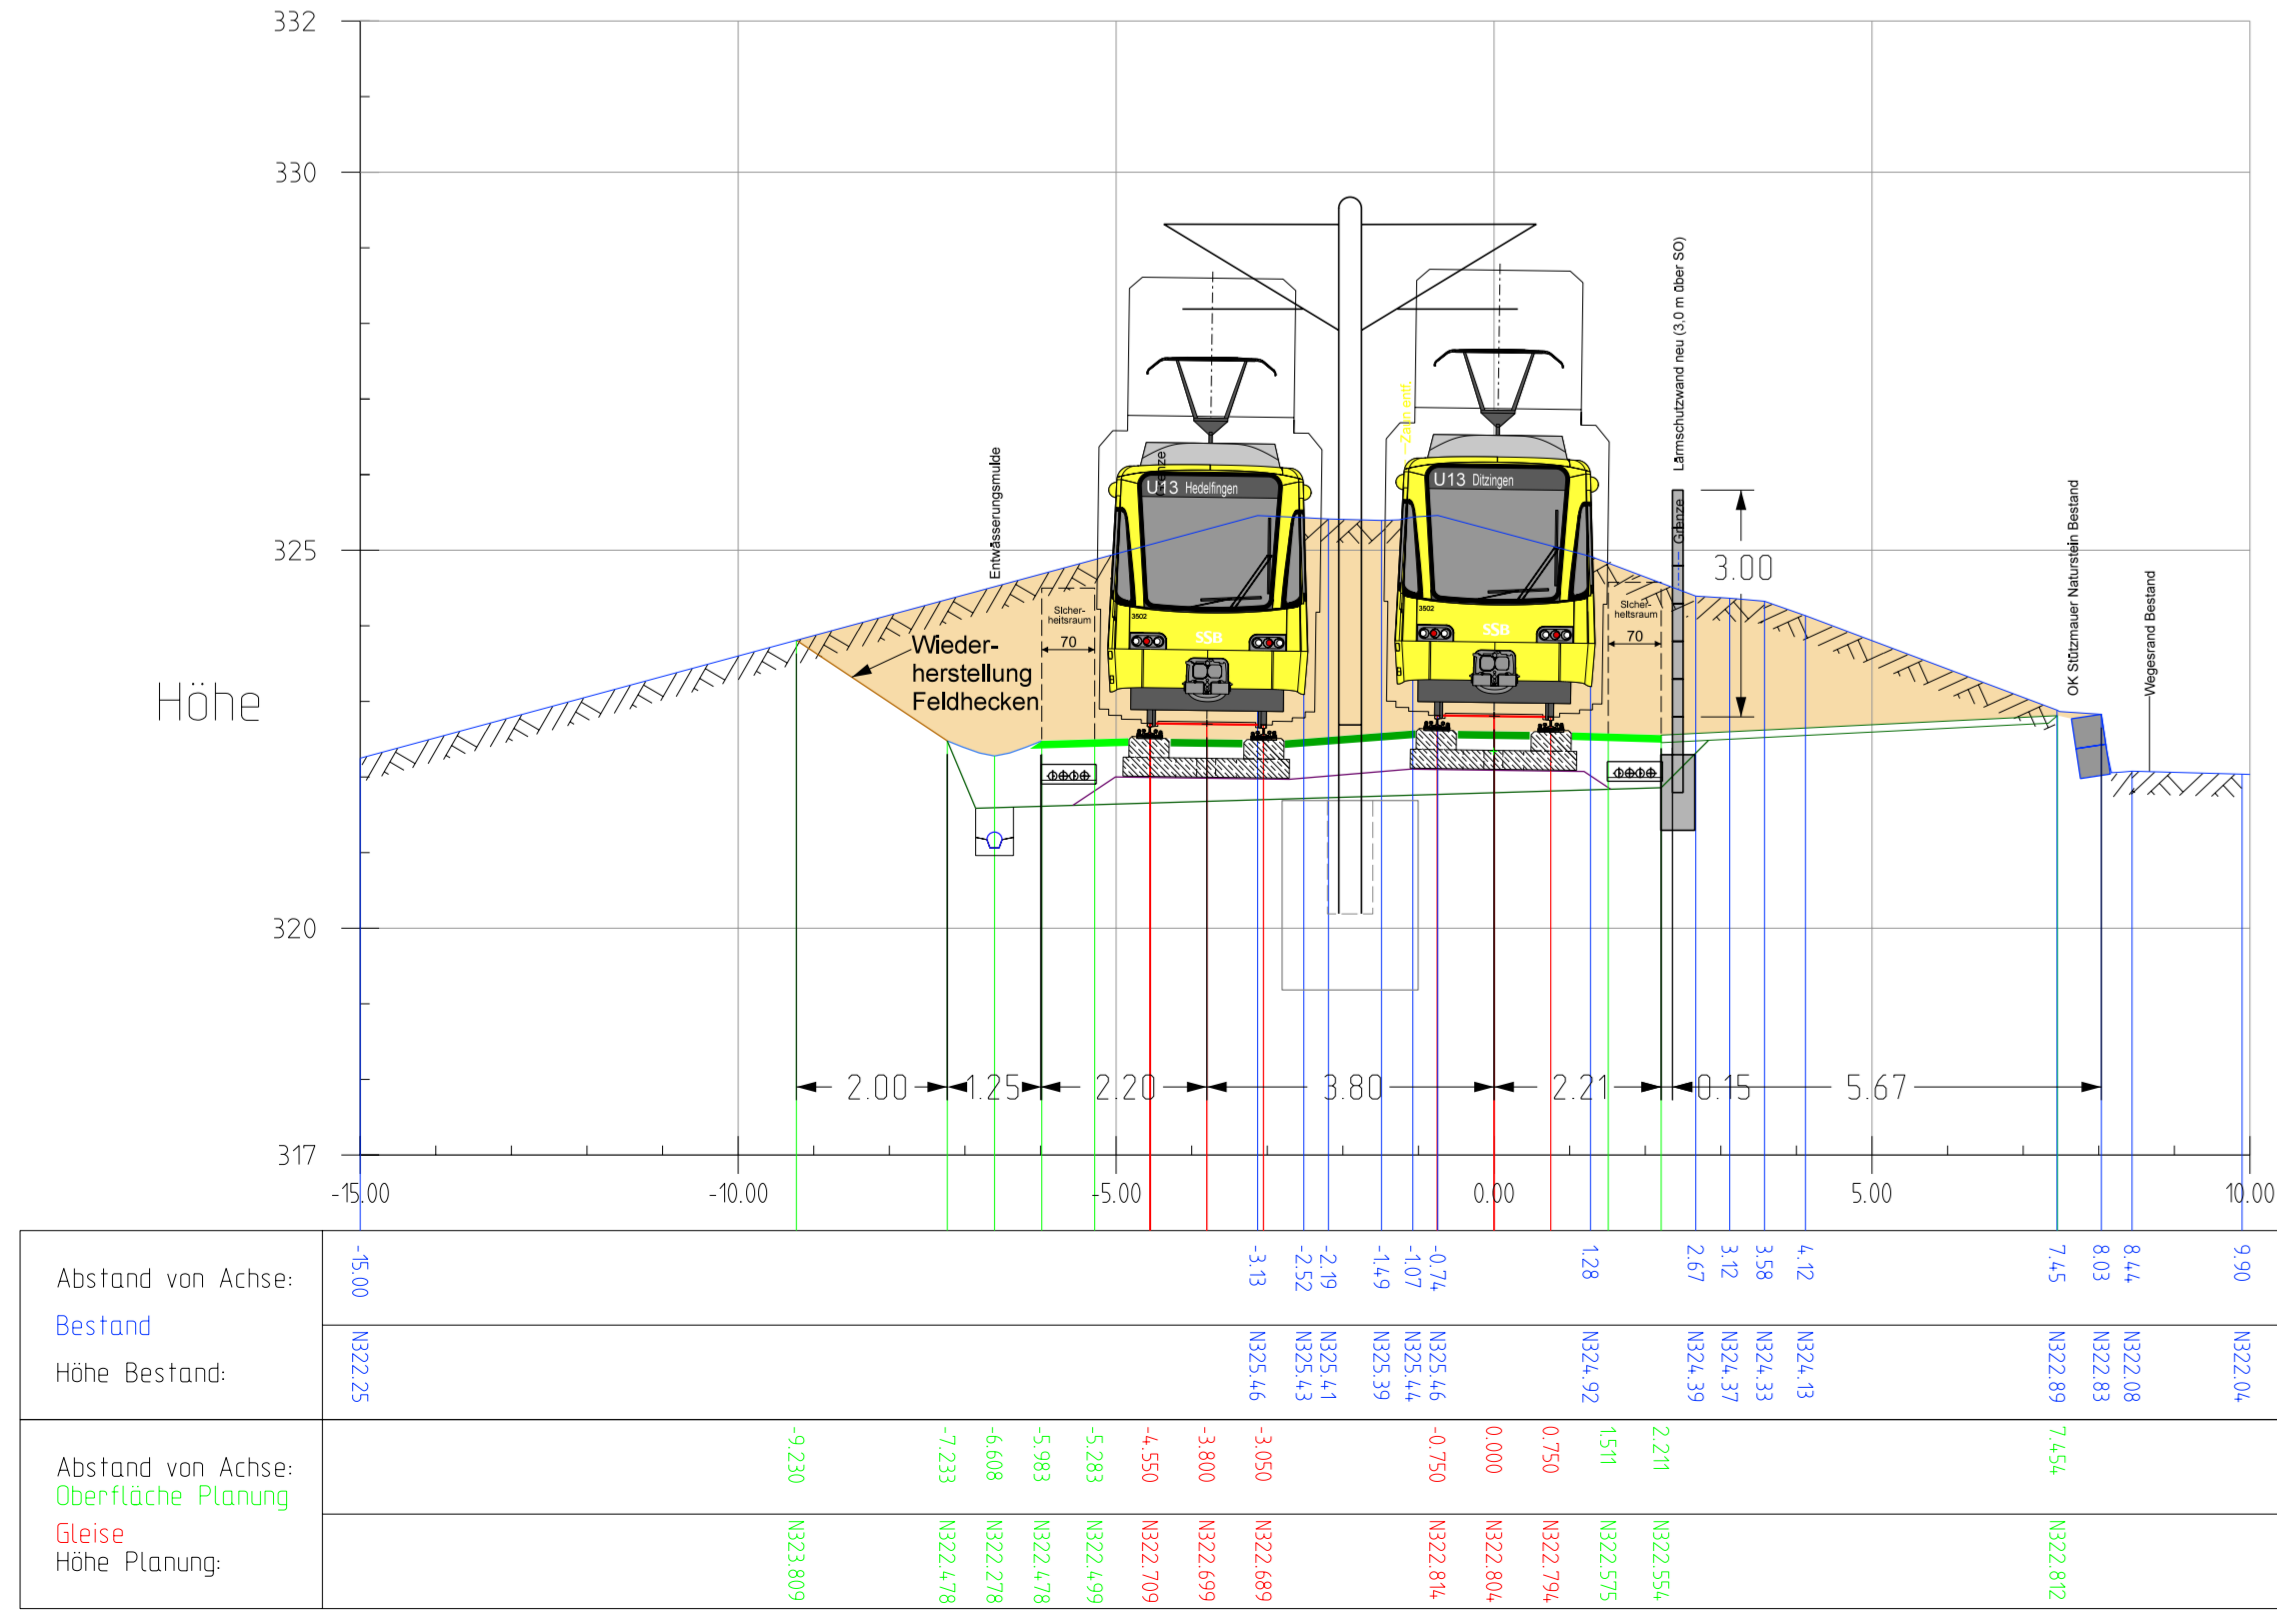 332
330
325
320
317
Höhe
-15.00
-10.00
-5.00
0.00
5.00
10.00
Entwässerungsmulde
Zaun entf.
Lärmschutzwand neu (3,0 m über SO)
Grenze
OK Stützmauer Naturstein Bestand
Wegesrand Bestand
U13 Hedelfingen
U13 Ditzingen
3502
SSB
3502
SSB
Sicher-
heitsraum
70
Sicher-
heitsraum
70
Wieder-
herstellung
Feldhecken
3.00
2.00
1.25
2.20
3.80
2.21
0.15
5.67
Abstand von Achse:
Bestand
-15.00
-3.13
-2.52
-2.19
-1.49
-1.07
-0.74
1.28
2.67
3.12
3.58
4.12
7.45
8.03
8.44
9.90
Höhe Bestand:
N322.25
N325.46
N325.43
N325.41
N325.39
N325.44
N325.46
N324.92
N324.39
N324.37
N324.33
N324.13
N322.89
N322.83
N322.08
N322.04
Abstand von Achse:
Oberfläche Planung
Gleise
-9.230
-7.233
-6.608
-5.983
-5.283
-4.550
-3.800
-3.050
-0.750
0.000
0.750
1.511
2.211
7.454
Höhe Planung:
N323.809
N322.478
N322.278
N322.478
N322.499
N322.709
N322.699
N322.689
N322.814
N322.804
N322.794
N322.575
N322.554
N322.812